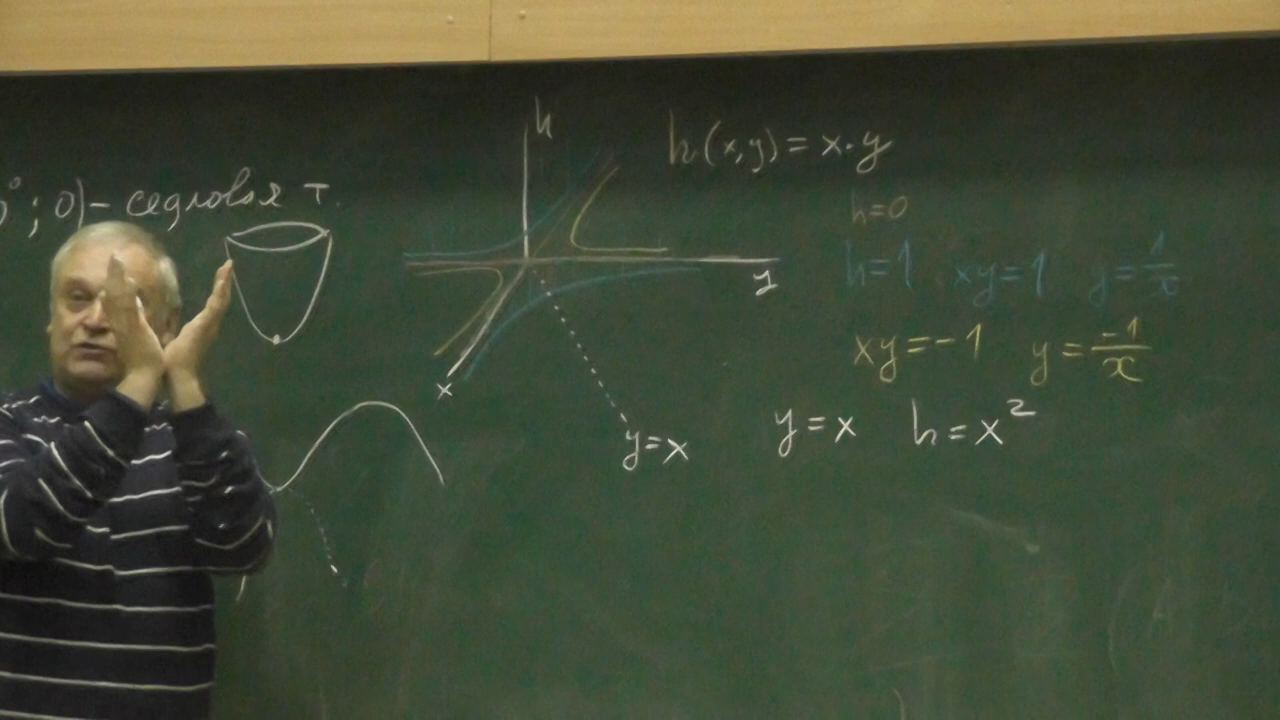 ; 0) – седловая т.
h
h(x,y) = x·y
h=0
y
h=1 xy=1 y=1/x
xy=-1 y=-1/x
x
y=x
y=x h=x²